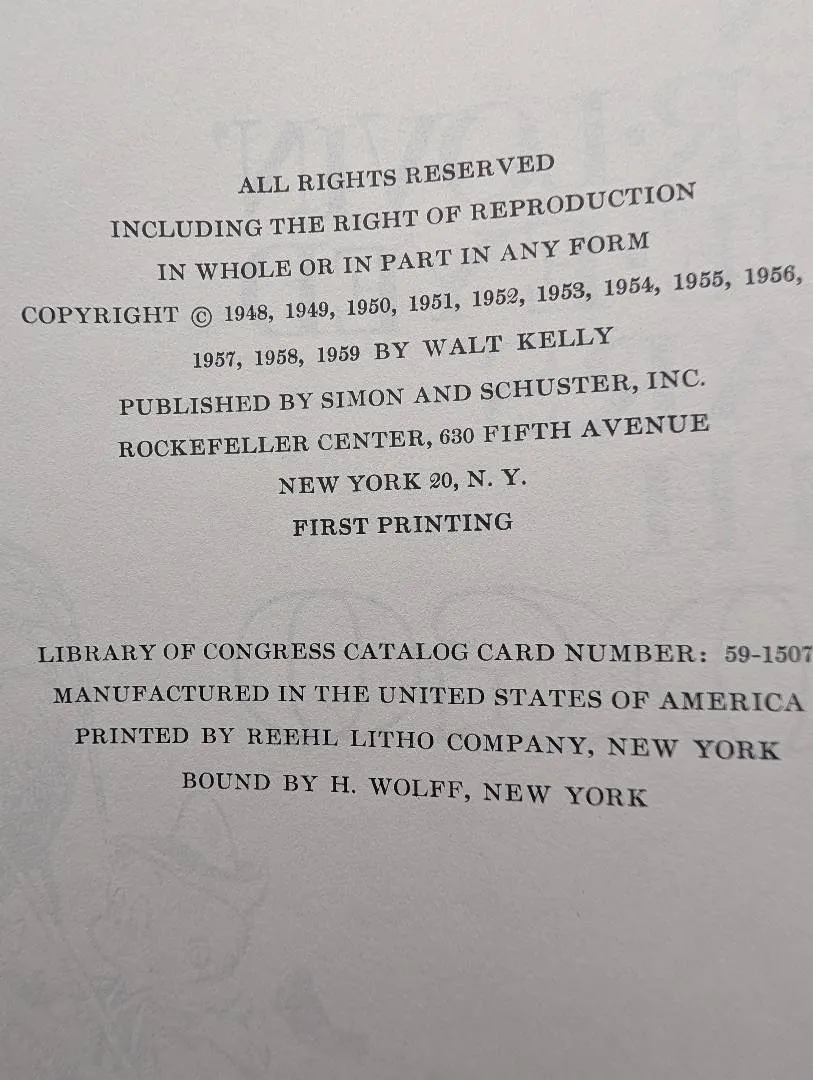 ALL RIGHTS RESERVED
INCLUDING THE RIGHT OF REPRODUCTION
IN WHOLE OR IN PART IN ANY FORM
COPYRIGHT © 1948, 1949, 1950, 1951, 1952, 1953, 1954, 1955, 1956,
1957, 1958, 1959 BY WALT KELLY
PUBLISHED BY SIMON AND SCHUSTER, INC.
ROCKEFELLER CENTER, 630 FIFTH AVENUE
NEW YORK 20, N. Y.
FIRST PRINTING
LIBRARY OF CONGRESS CATALOG CARD NUMBER: 59-1507
MANUFACTURED IN THE UNITED STATES OF AMERICA
PRINTED BY REEHL LITHO COMPANY, NEW YORK
BOUND BY H. WOLFF, NEW YORK